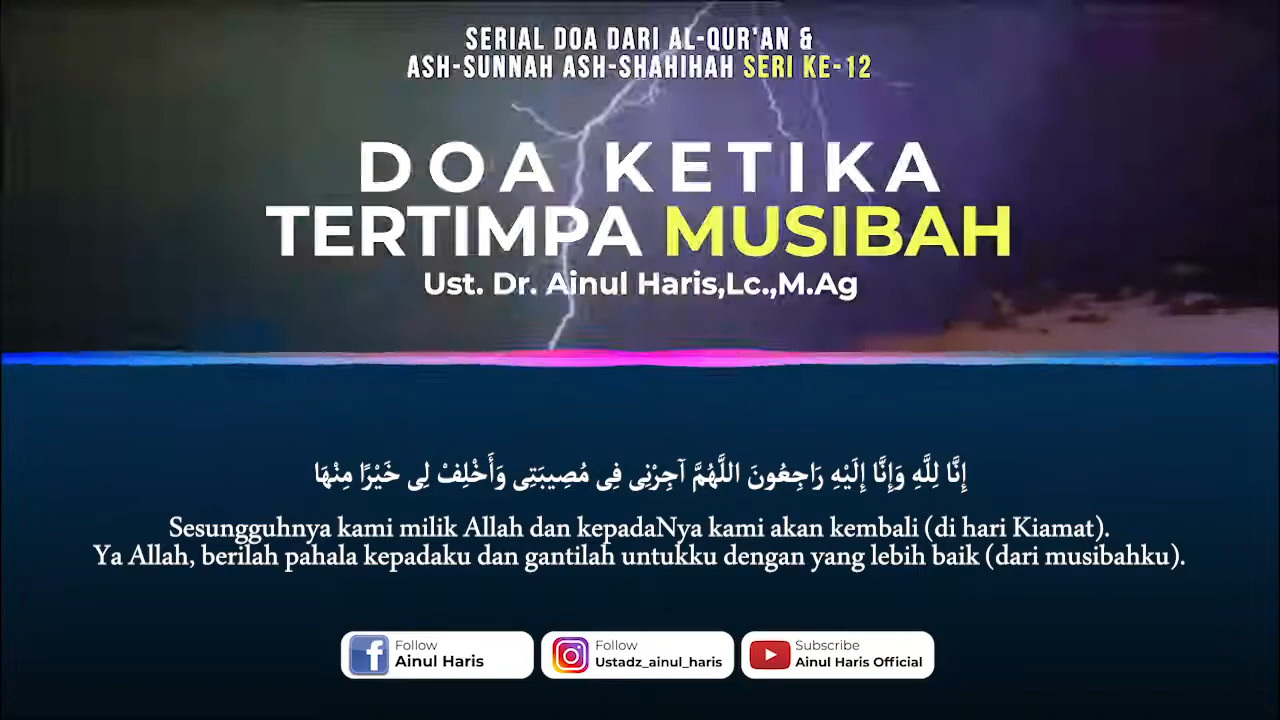 SERIAL DOA DARI AL-QUR'AN &
ASH-SUNNAH ASH-SHAHIHAH SERI KE-12
DOA KETIKA
TERTIMPA MUSIBAH
Ust. Dr. Ainul Haris,Lc.,M.Ag
إِنَّا لِلَّهِ وَإِنَّا إِلَيْهِ رَاجِعُونَ اللَّهُمَّ آجِرْنِى فِى مُصِيبَتِى وَأَخْلِفْ لِى خَيْرًا مِنْهَا
Sesungguhnya kami milik Allah dan kepadaNya kami akan kembali (di hari Kiamat).
Ya Allah, berilah pahala kepadaku dan gantilah untukku dengan yang lebih baik (dari musibahku).
Follow
Ainul Haris
Follow
Ustadz_ainul_haris
Subscribe
Ainul Haris Official